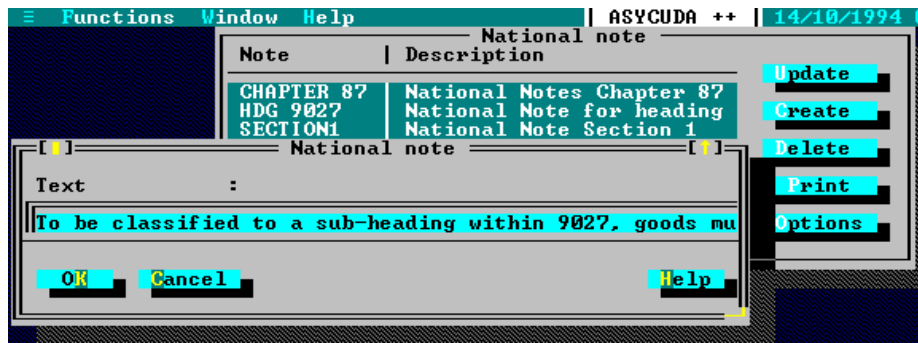 ≡ Functions Window Help | ASYCUDA ++ | 14/10/1994
National note
Note | Description
CHAPTER 87 | National Notes Chapter 87
HDG 9027 | National Note for heading
SECTION1 | National Note Section 1
Update
Create
Delete
Print
Options
[▮] National note [↑]
Text :
To be classified to a sub-heading within 9027, goods mu
OK Cancel Help